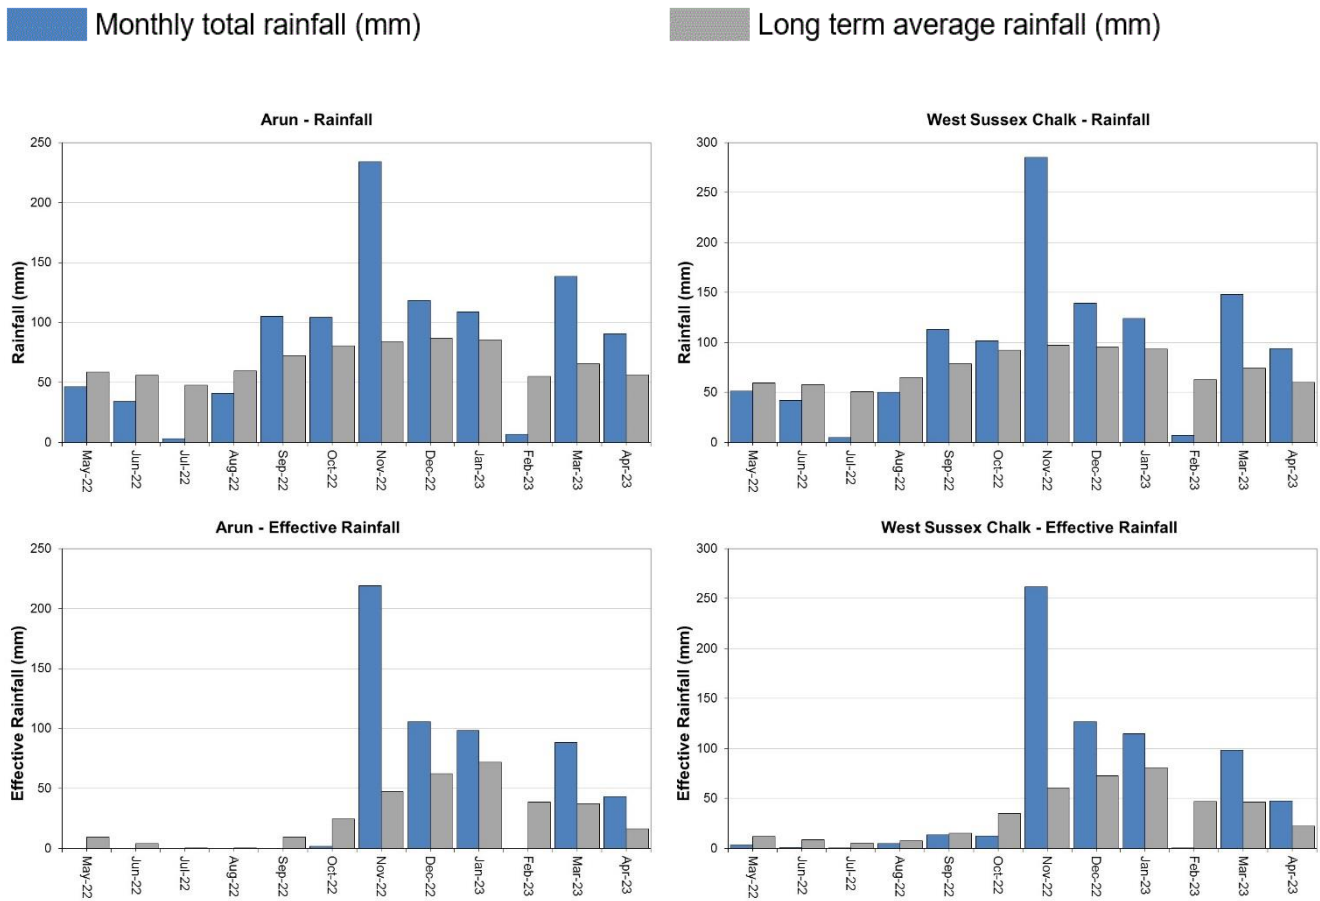 Monthly total rainfall (mm)
Long term average rainfall (mm)
Arun - Rainfall
250
200
150
100
50
0
Rainfall (mm)
May-22
Jun-22
Jul-22
Aug-22
Sep-22
Oct-22
Nov-22
Dec-22
Jan-23
Feb-23
Mar-23
Apr-23
West Sussex Chalk - Rainfall
300
250
200
150
100
50
0
Rainfall (mm)
May-22
Jun-22
Jul-22
Aug-22
Sep-22
Oct-22
Nov-22
Dec-22
Jan-23
Feb-23
Mar-23
Apr-23
Arun - Effective Rainfall
250
200
150
100
50
0
Effective Rainfall (mm)
May-22
Jun-22
Jul-22
Aug-22
Sep-22
Oct-22
Nov-22
Dec-22
Jan-23
Feb-23
Mar-23
Apr-23
West Sussex Chalk - Effective Rainfall
300
250
200
150
100
50
0
Effective Rainfall (mm)
May-22
Jun-22
Jul-22
Aug-22
Sep-22
Oct-22
Nov-22
Dec-22
Jan-23
Feb-23
Mar-23
Apr-23